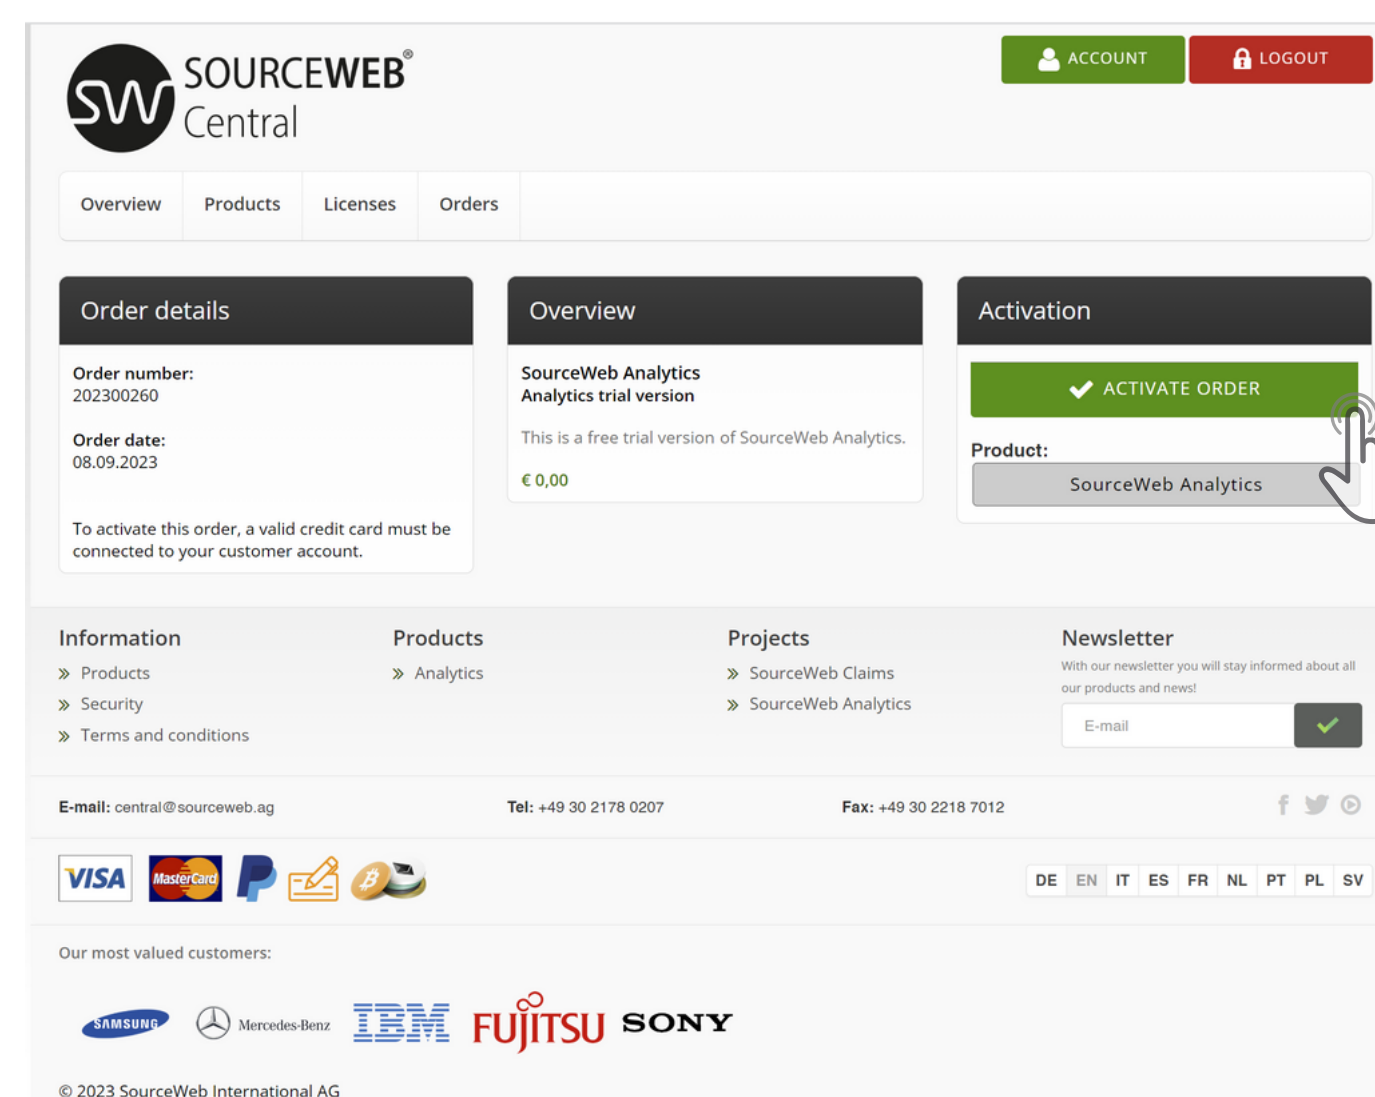 SW SOURCEWEB®
Central
ACCOUNT
LOGOUT
Overview
Products
Licenses
Orders
Order details
Order number:
202300260
Order date:
08.09.2023
To activate this order, a valid credit card must be
connected to your customer account.
Overview
SourceWeb Analytics
Analytics trial version
This is a free trial version of SourceWeb Analytics.
€ 0,00
Activation
ACTIVATE ORDER
Product:
SourceWeb Analytics
Information
Products
Security
Terms and conditions
Products
Analytics
Projects
SourceWeb Claims
SourceWeb Analytics
Newsletter
With our newsletter you will stay informed about all
our products and news!
E-mail
E-mail: central@sourceweb.ag
Tel: +49 30 2178 0207
Fax: +49 30 2218 7012
VISA MasterCard
DE EN IT ES FR NL PT PL SV
Our most valued customers:
SAMSUNG Mercedes-Benz IBM FUJITSU SONY
© 2023 SourceWeb International AG